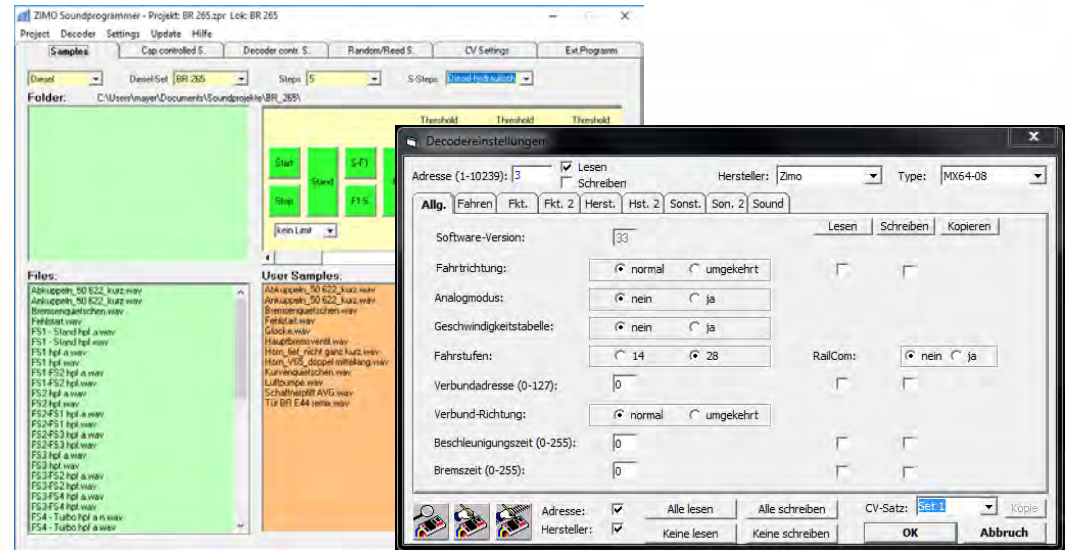 ZIMO Soundprogrammer - Projekt: BR 265.zpr Lok: BR 265
Project Decoder Settings Update Hilfe
Samples Cap controlled S. Decoder contr. S. Random/Reed S. CV Settings Ext.Programm
Diesel Diesel-Set BR 265 Steps 5 S-Steps Diesel-hydraulisch
Folder: C:\Users\mayer\Documents\Soundprojekte\BR_265\
Threshold Threshold Threshold
Start S-F1
Stand
Stop F1-S
kein Limit
Files:
Abkuppeln_50 622_kurz.wav
Ankuppeln_50 622_kurz.wav
Bremsenquietschen.wav
Fehlstart.wav
FS1 - Stand hpl a.wav
FS1 - Stand hpl.wav
FS1 hpl a.wav
FS1 hpl.wav
FS1-FS2 hpl a.wav
FS1-FS2 hpl.wav
FS2 hpl a.wav
FS2 hpl.wav
FS2-FS1 hpl a.wav
FS2-FS1 hpl.wav
FS2-FS3 hpl a.wav
FS2-FS3 hpl.wav
FS3 hpl a.wav
FS3 hpl.wav
FS3-FS2 hpl a.wav
FS3-FS2 hpl.wav
FS3-FS4 hpl a.wav
FS3-FS4 hpl.wav
FS4 - Turbo hpl a n.wav
FS4 - Turbo hpl a.wav
User Samples:
Abkuppeln_50 622_kurz.wav
Ankuppeln_50 622_kurz.wav
Bremsenquietschen.wav
Fehlstart.wav
Glocke.wav
Hauptbremsventil.wav
Horn_tief_nicht ganz kurz.wav
Horn_V65_doppel mittellang.wav
Kurvenquietschen.wav
Luftpumpe.wav
Schaffnerpfiff AVG.wav
Tür BR E44 remix.wav
Decodereinstellungen
Adresse (1-10239): 3 Lesen
Schreiben
Hersteller: Zimo Type: MX64-08
Allg. Fahren Fkt. Fkt. 2 Herst. Hst. 2 Sonst. Son. 2 Sound
Lesen Schreiben Kopieren
Software-Version: 33
Fahrtrichtung: normal umgekehrt
Analogmodus: nein ja
Geschwindigkeitstabelle: nein ja
Fahrstufen: 14 28 RailCom: nein ja
Verbundadresse (0-127): 0
Verbund-Richtung: normal umgekehrt
Beschleunigungszeit (0-255): 0
Bremszeit (0-255): 0
Adresse: Alle lesen Alle schreiben CV-Satz: Set 1 Kopie
Hersteller: Keine lesen Keine schreiben OK Abbruch